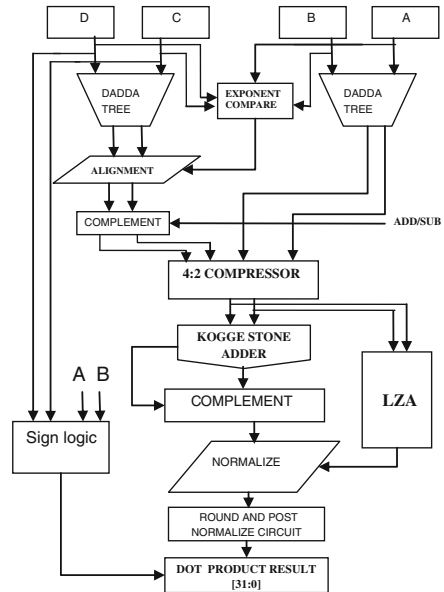 D
C
B
A
DADDA
TREE
EXPONENT
COMPARE
DADDA
TREE
ALIGNMENT
COMPLEMENT
ADD/SUB
4:2 COMPRESSOR
KOGGE STONE
ADDER
A B
COMPLEMENT
LZA
Sign logic
NORMALIZE
ROUND AND POST
NORMALIZE CIRCUIT
DOT PRODUCT RESULT
[31:0]